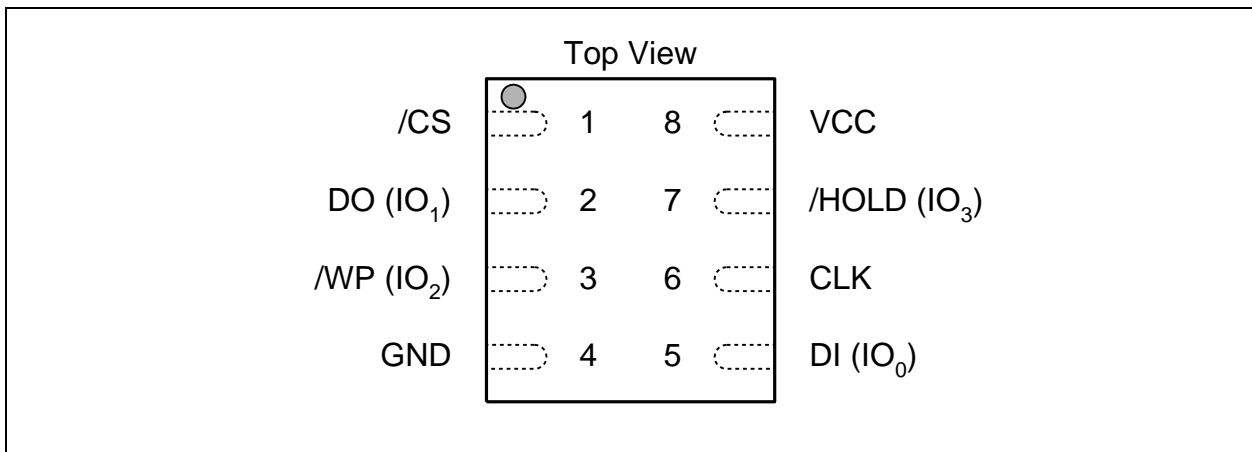 Top View
/CS 1 8 VCC
DO (IO₁) 2 7 /HOLD (IO₃)
/WP (IO₂) 3 6 CLK
GND 4 5 DI (IO₀)